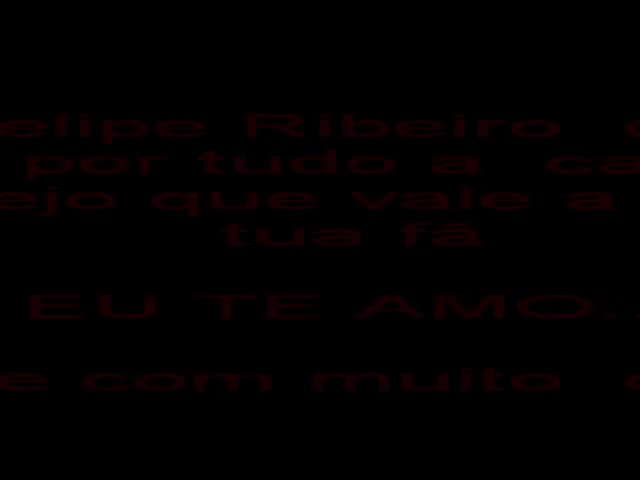 elipe Ribeiro
por tudo a ca
ejo que vale a
tua fã
EU TE AMO
e com muito